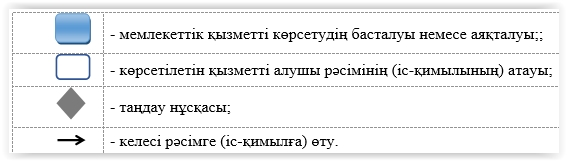 - мемлекеттік қызметті көрсетудің басталуы немесе аяқталуы;;
- көрсетілетін қызметті алушы рәсімінің (іс-қимылының) атауы;
- таңдау нұсқасы;
- келесі рәсімге (іс-қимылға) өту.